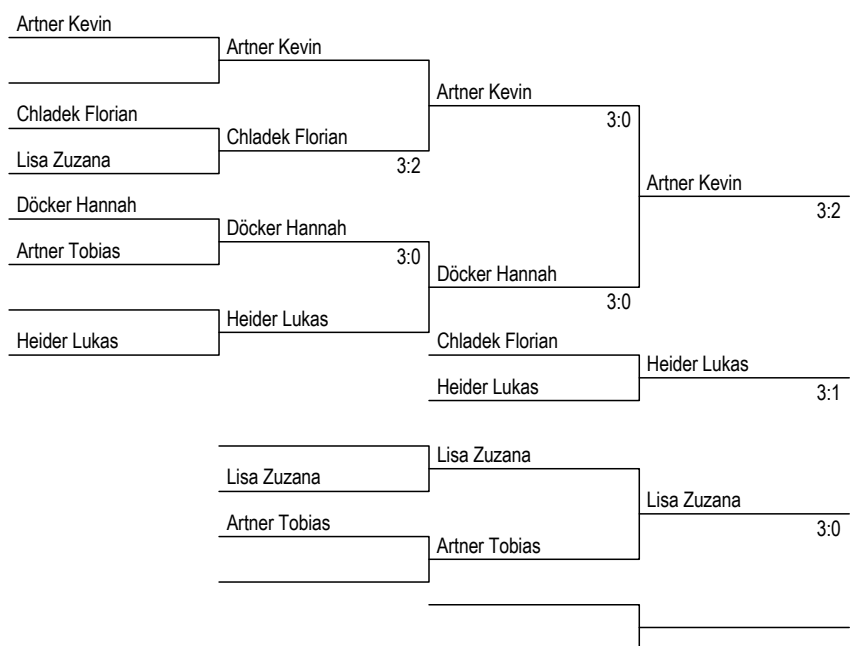 Artner Kevin
Artner Kevin
Artner Kevin
3:0
Chladek Florian
Chladek Florian
3:2
Lisa Zuzana
Artner Kevin
3:2
Döcker Hannah
Döcker Hannah
3:0
Artner Tobias
Döcker Hannah
3:0
Heider Lukas
Heider Lukas
Chladek Florian
Heider Lukas
3:1
Heider Lukas
Lisa Zuzana
Lisa Zuzana
Lisa Zuzana
3:0
Artner Tobias
Artner Tobias